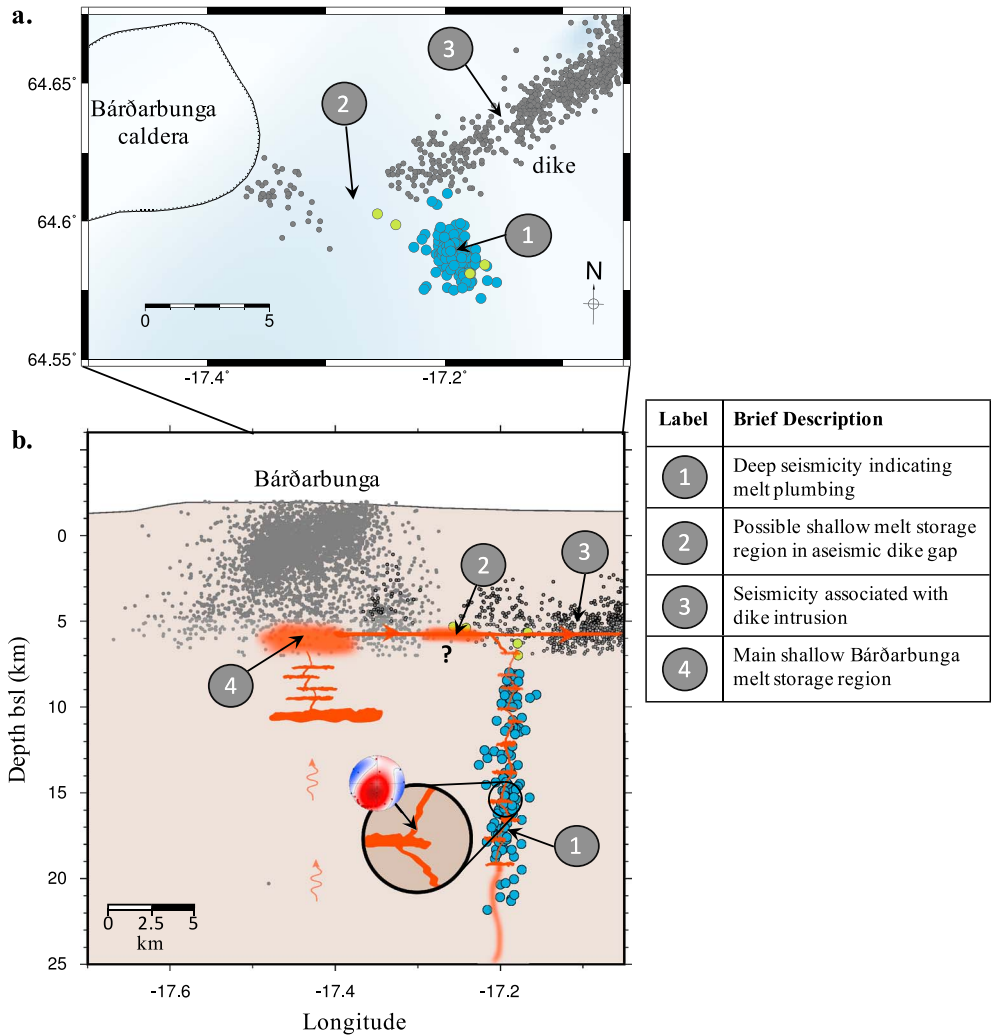 a.
64.65˚
64.6˚
64.55˚
Bárðarbunga
caldera
2
3
dike
1
N
0 5
-17.4˚ -17.2˚
b.
Bárðarbunga
Depth bsl (km)
0
5
10
15
20
25
2
3
?
4
1
0 2.5 5
km
-17.6 -17.4 -17.2
Longitude
Label Brief Description
1 Deep seismicity indicating
melt plumbing
2 Possible shallow melt storage
region in aseismic dike gap
3 Seismicity associated with
dike intrusion
4 Main shallow Bárðarbunga
melt storage region